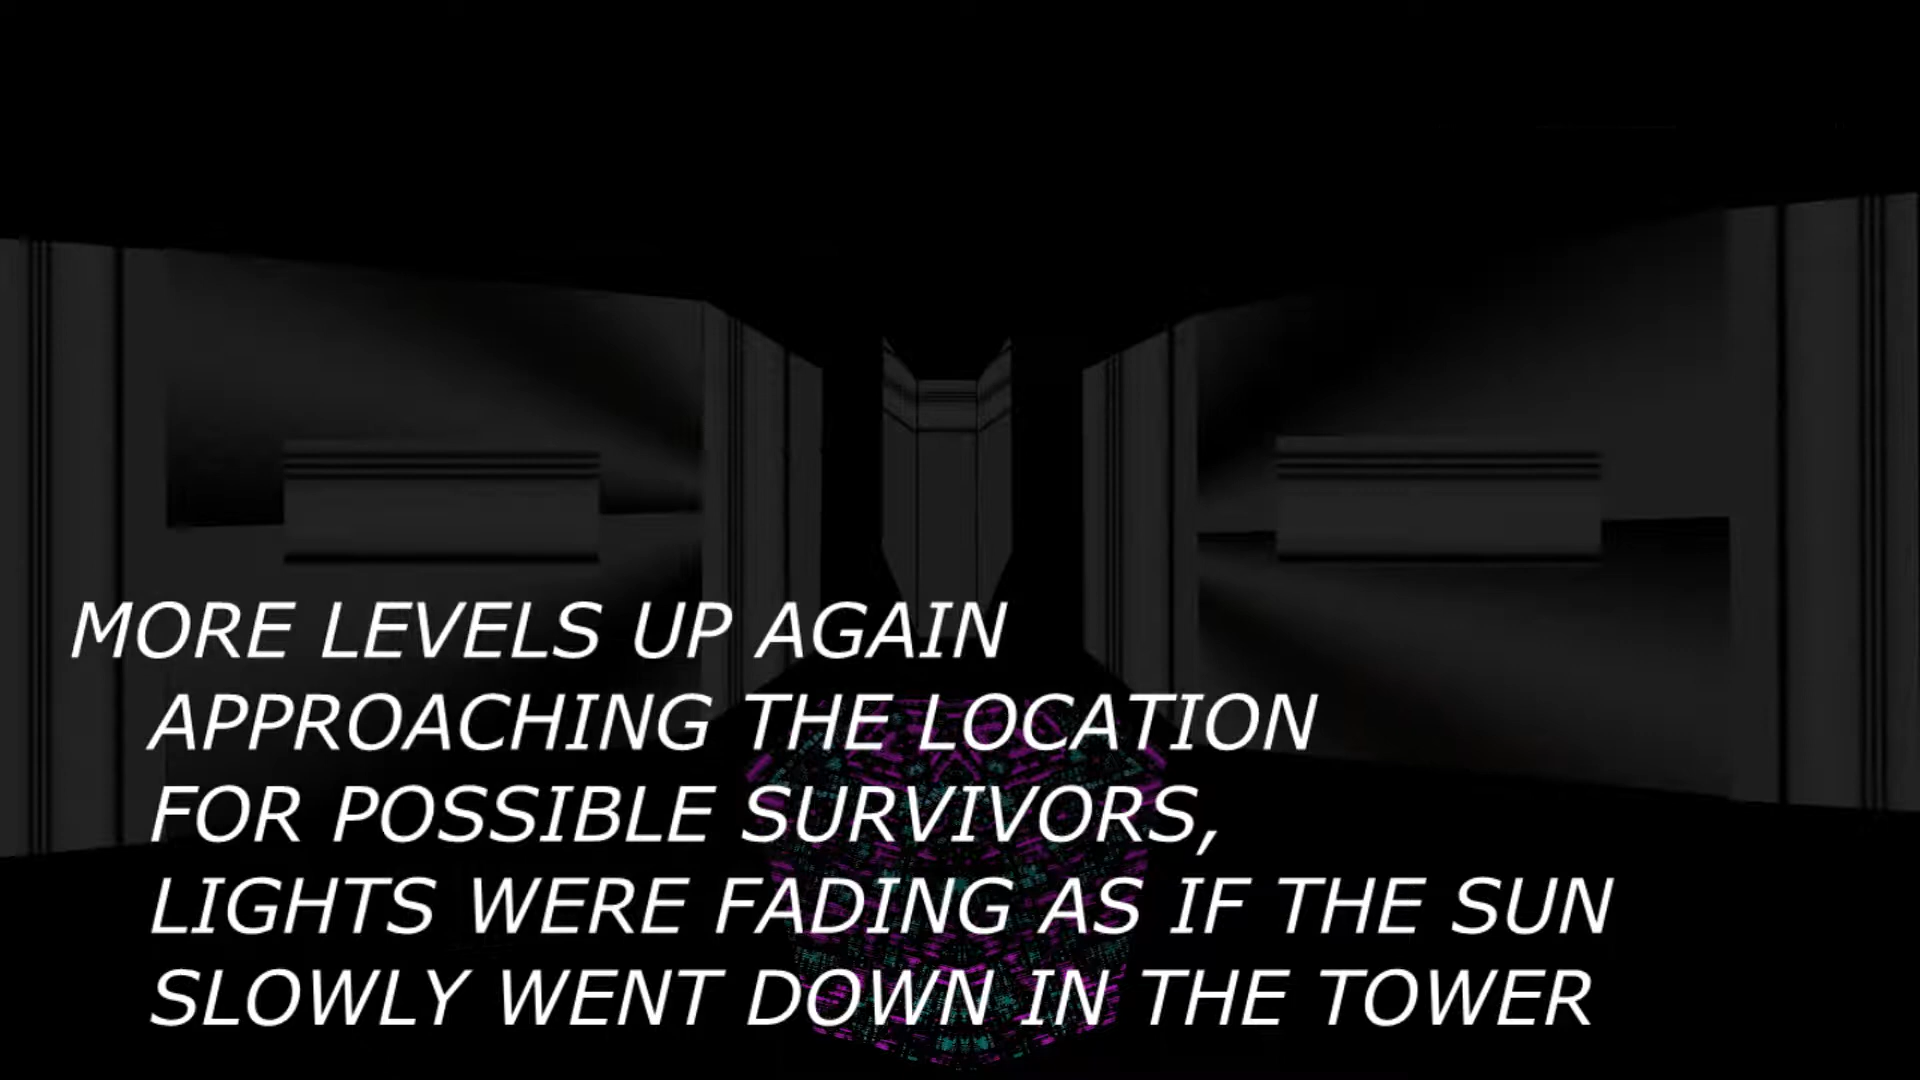 MORE LEVELS UP AGAIN
APPROACHING THE LOCATION
FOR POSSIBLE SURVIVORS,
LIGHTS WERE FADING AS IF THE SUN
SLOWLY WENT DOWN IN THE TOWER